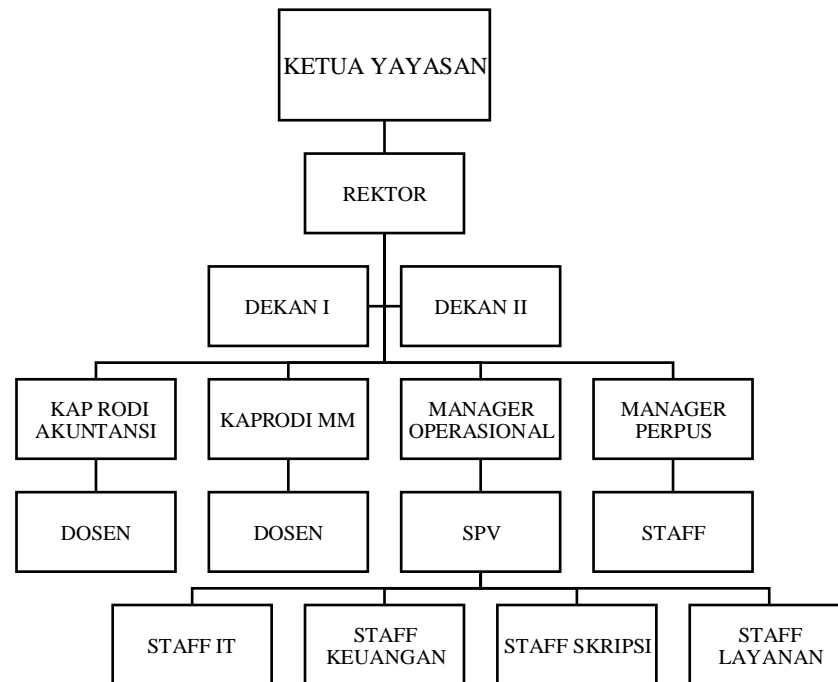 KETUA YAYASAN
REKTOR
DEKAN I
DEKAN II
KAP RODI
AKUNTANSI
KAPRODI MM
MANAGER
OPERASIONAL
MANAGER
PERPUS
DOSEN
DOSEN
SPV
STAFF
STAFF IT
STAFF
KEUANGAN
STAFF SKRIPSI
STAFF
LAYANAN